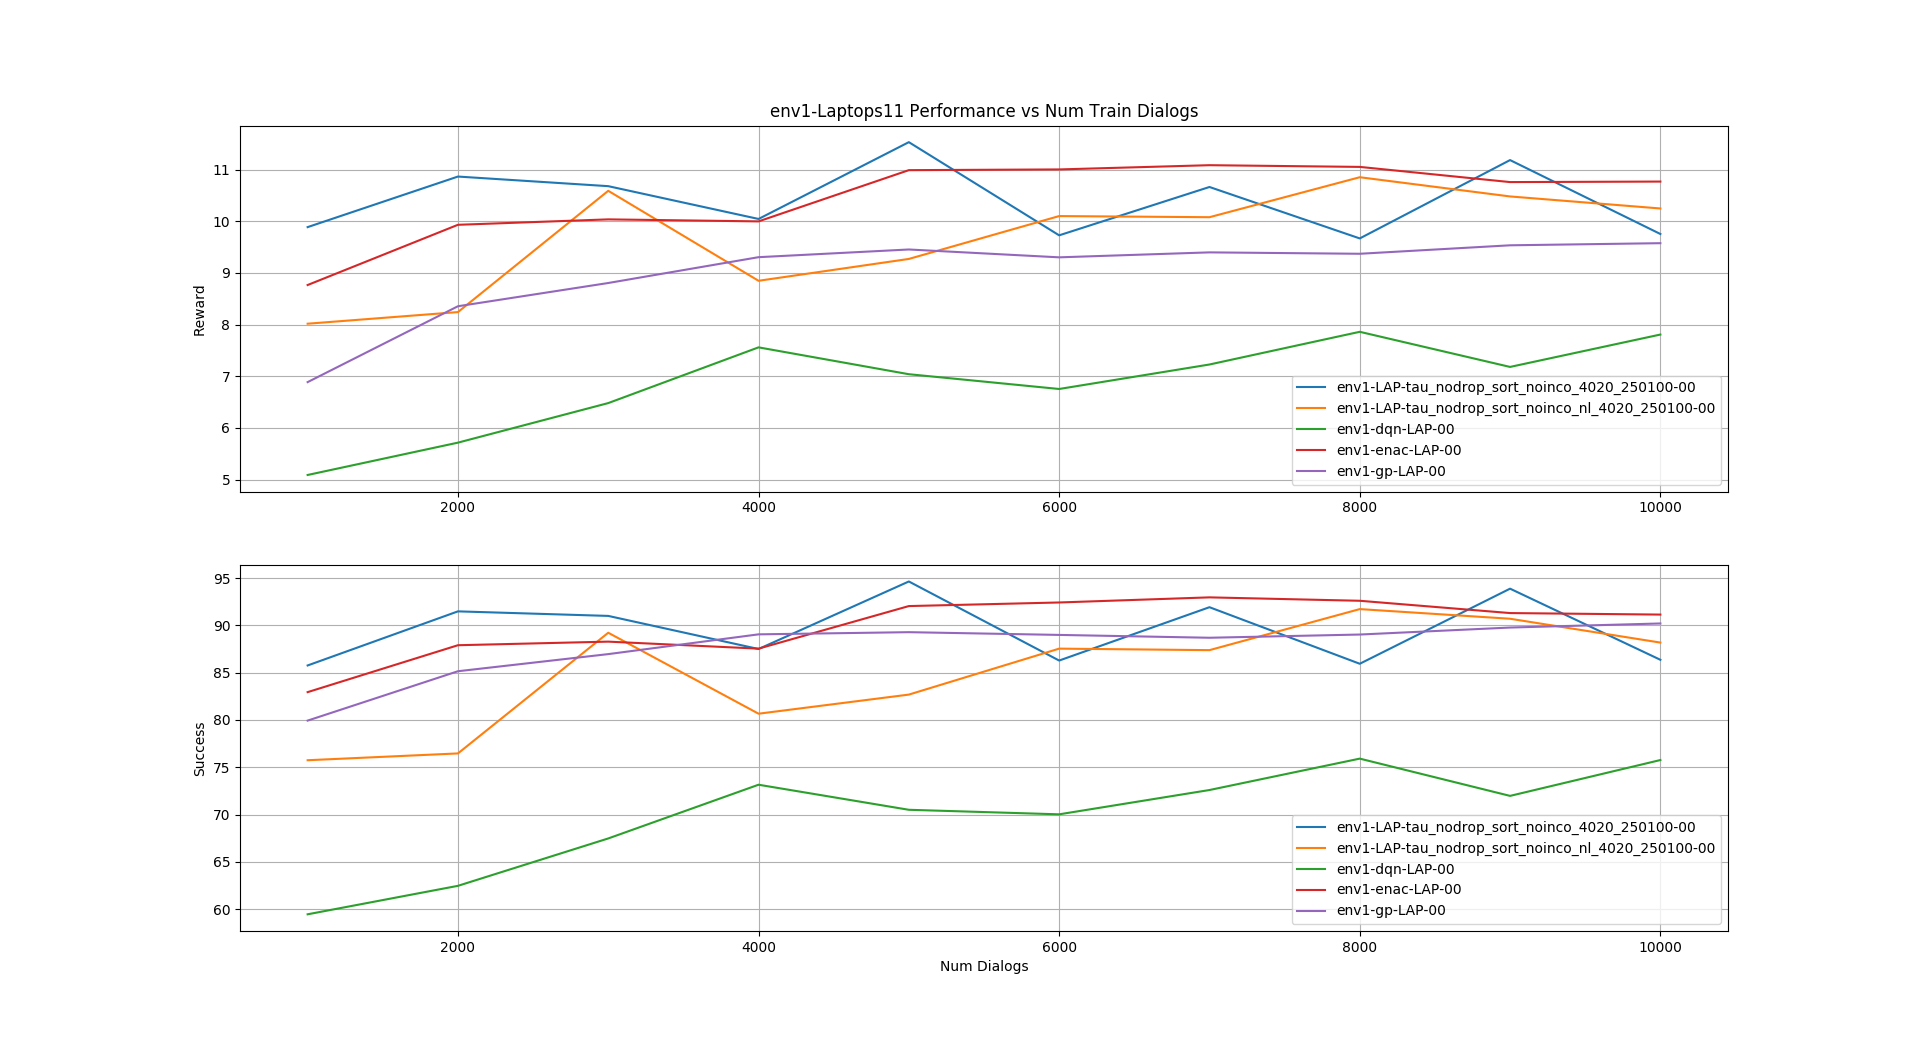 env1-Laptops11 Performance vs Num Train Dialogs
Reward
11
10
9
8
7
6
5
env1-LAP-tau_nodrop_sort_noinco_4020_250100-00
env1-LAP-tau_nodrop_sort_noinco_nl_4020_250100-00
env1-dqn-LAP-00
env1-enac-LAP-00
env1-gp-LAP-00
2000 4000 6000 8000 10000
Success
95
90
85
80
75
70
65
60
env1-LAP-tau_nodrop_sort_noinco_4020_250100-00
env1-LAP-tau_nodrop_sort_noinco_nl_4020_250100-00
env1-dqn-LAP-00
env1-enac-LAP-00
env1-gp-LAP-00
2000 4000 6000 8000 10000
Num Dialogs